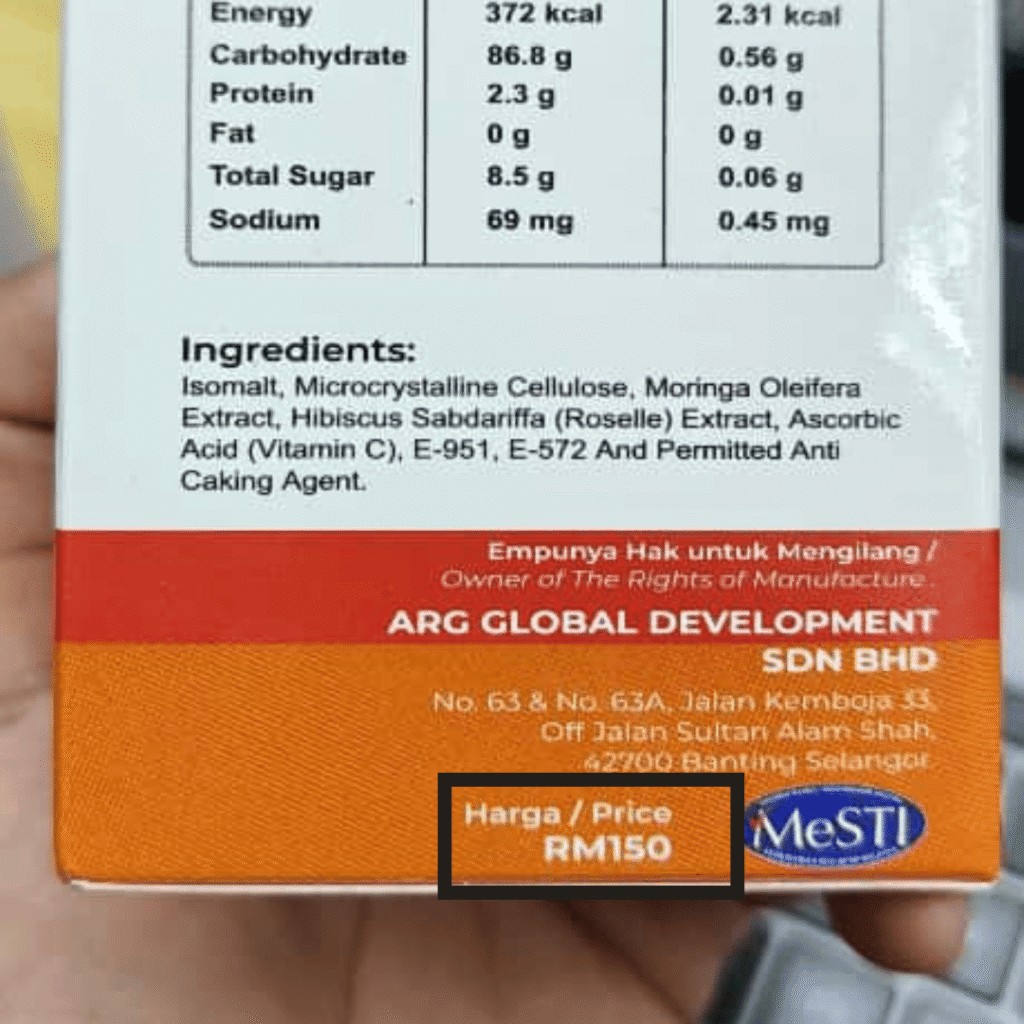 Energy 372 kcal 2.31 kcal
Carbohydrate 86.8 g 0.56 g
Protein 2.3 g 0.01 g
Fat 0 g 0 g
Total Sugar 8.5 g 0.06 g
Sodium 69 mg 0.45 mg
Ingredients:
Isomalt, Microcrystalline Cellulose, Moringa Oleifera
Extract, Hibiscus Sabdariffa (Roselle) Extract, Ascorbic
Acid (Vitamin C), E-951, E-572 And Permitted Anti
Caking Agent.
Empunya Hak untuk Mengilang /
Owner of The Rights of Manufacture.
ARG GLOBAL DEVELOPMENT
SDN BHD
No. 63 & No. 63A, Jalan Kemboja 33,
Off Jalan Sultan Alam Shah,
42700 Banting Selangor
Harga / Price
RM150
MeSTI